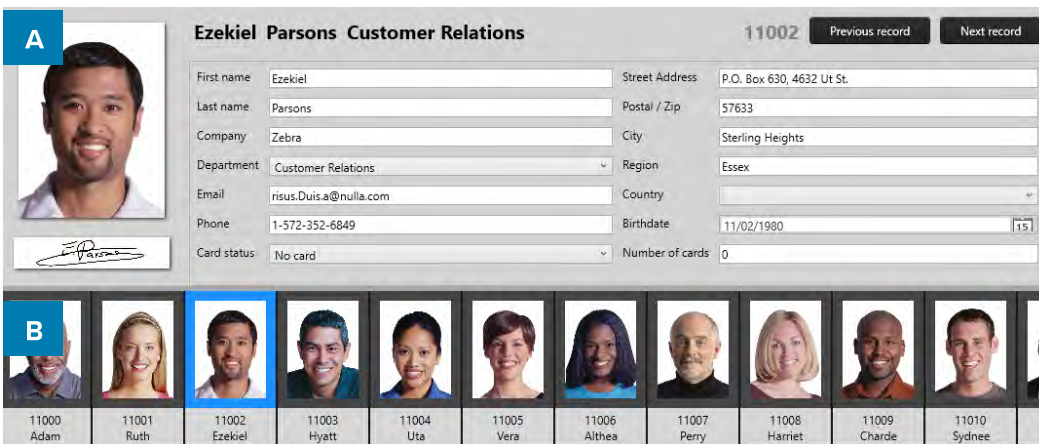 A
Ezekiel Parsons Customer Relations 11002 Previous record Next record
First name Ezekiel Street Address P.O. Box 630, 4632 Ut St.
Last name Parsons Postal / Zip 57633
Company Zebra City Sterling Heights
Department Customer Relations Region Essex
Email risus.Duis.a@nulla.com Country
Phone 1-572-352-6849 Birthdate 11/02/1980 15
Card status No card Number of cards 0
E Parsons
B
11000 11001 11002 11003 11004 11005 11006 11007 11008 11009 11010
Adam Ruth Ezekiel Hyatt Uta Vera Althea Perry Harriet Charde Sydnee